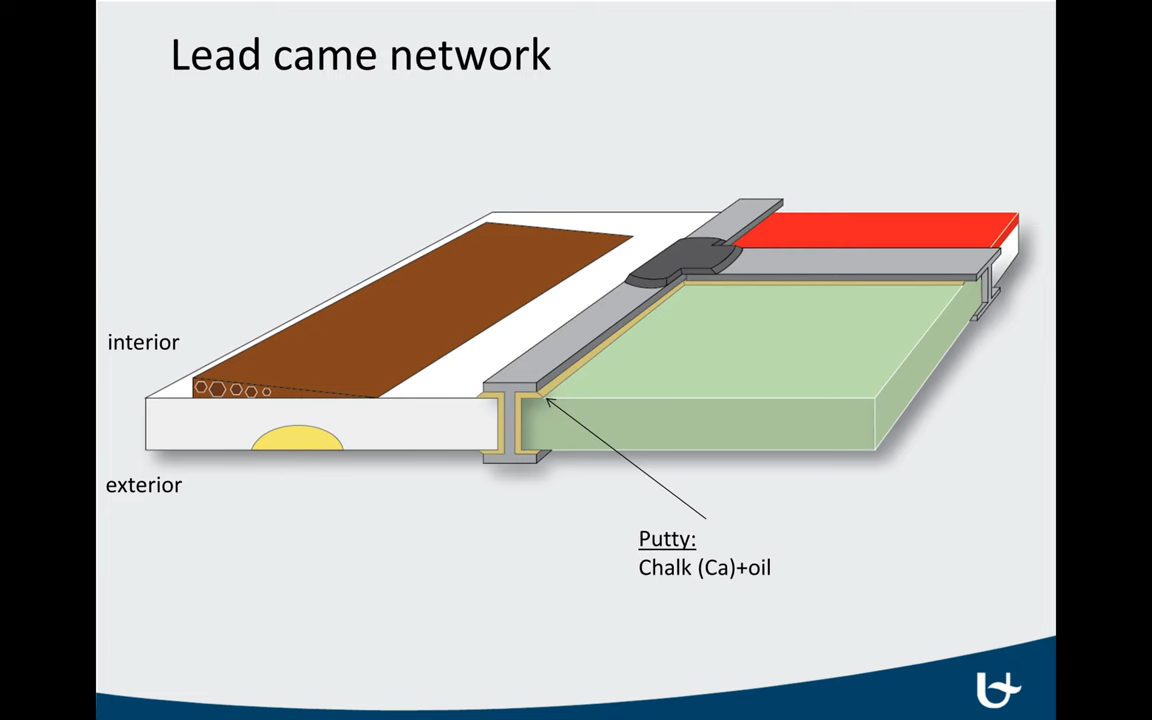 Lead came network
interior
exterior
Putty:
Chalk (Ca)+oil